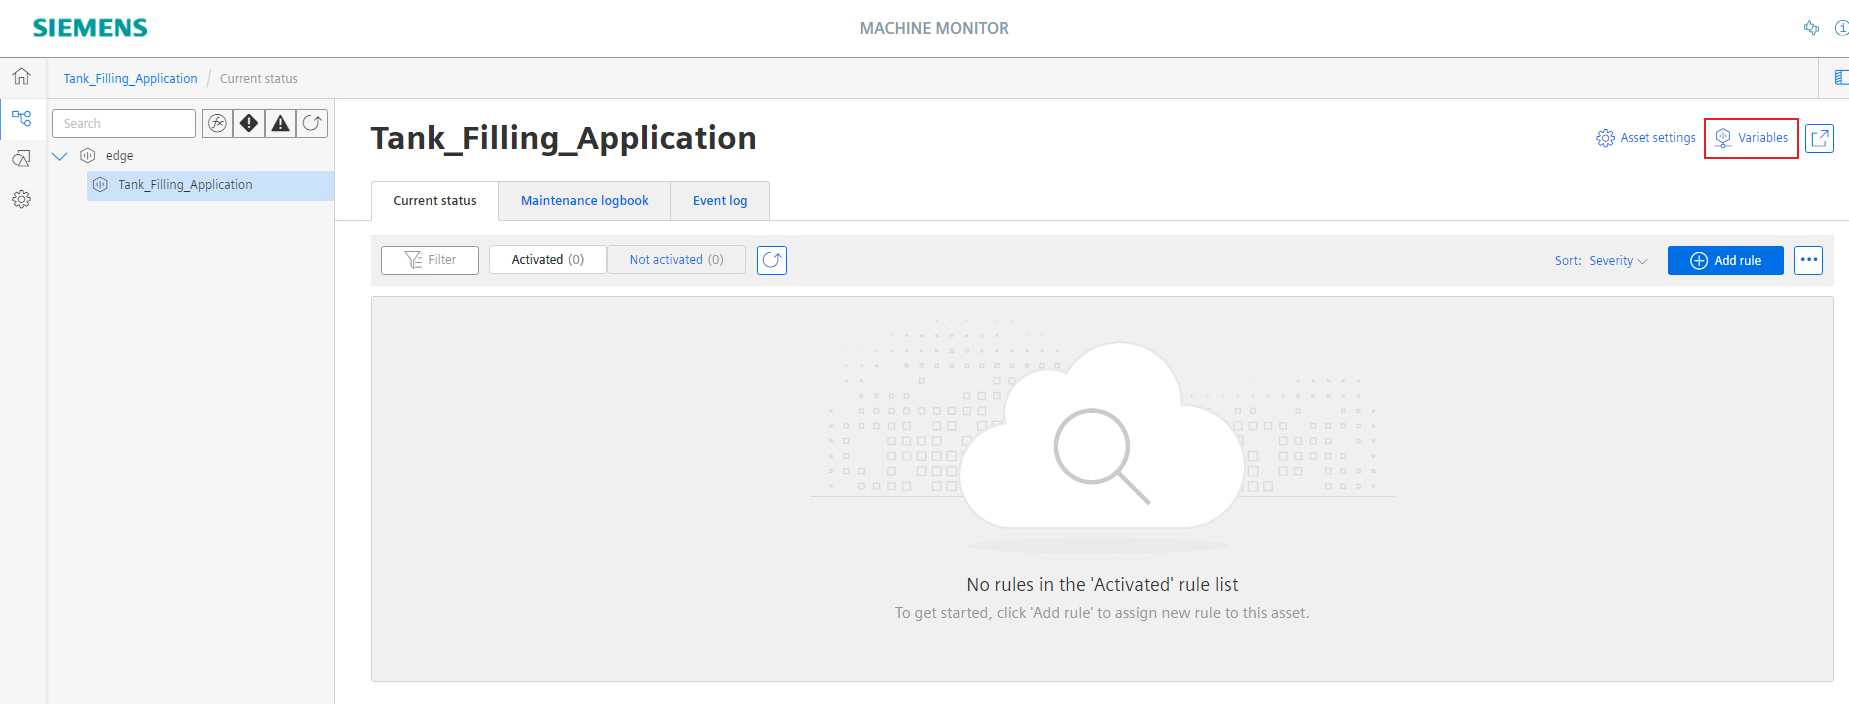 SIEMENS
MACHINE MONITOR
Tank_Filling_Application / Current status
Search
edge
Tank_Filling_Application
Tank_Filling_Application
Asset settings
Variables
Current status
Maintenance logbook
Event log
Filter
Activated (0)
Not activated (0)
Sort: Severity
Add rule
No rules in the 'Activated' rule list
To get started, click 'Add rule' to assign new rule to this asset.